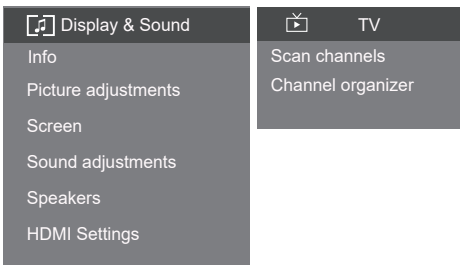 Display & Sound
Info
Picture adjustments
Screen
Sound adjustments
Speakers
HDMI Settings
TV
Scan channels
Channel organizer